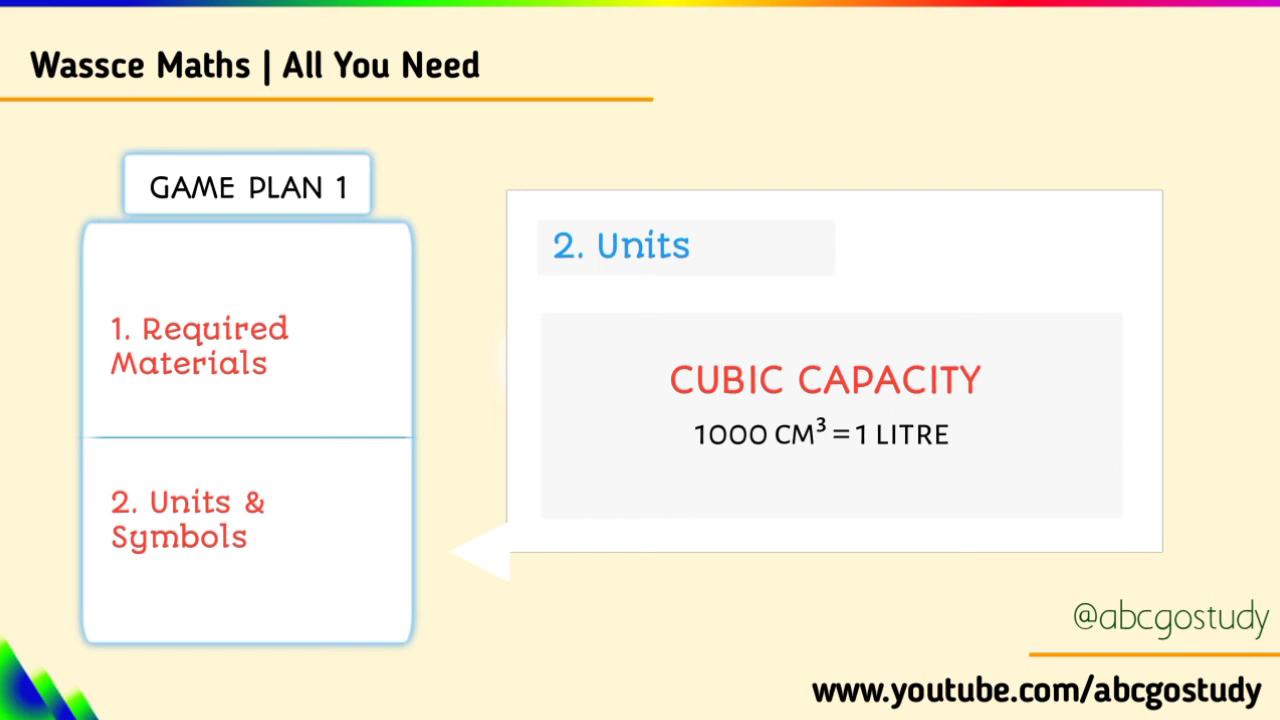 Wassce Maths | All You Need
GAME PLAN 1
1. Required
Materials
2. Units &
Symbols
2. Units
CUBIC CAPACITY
1000 CM³ = 1 LITRE
@abcgostudy
www.youtube.com/abcgostudy